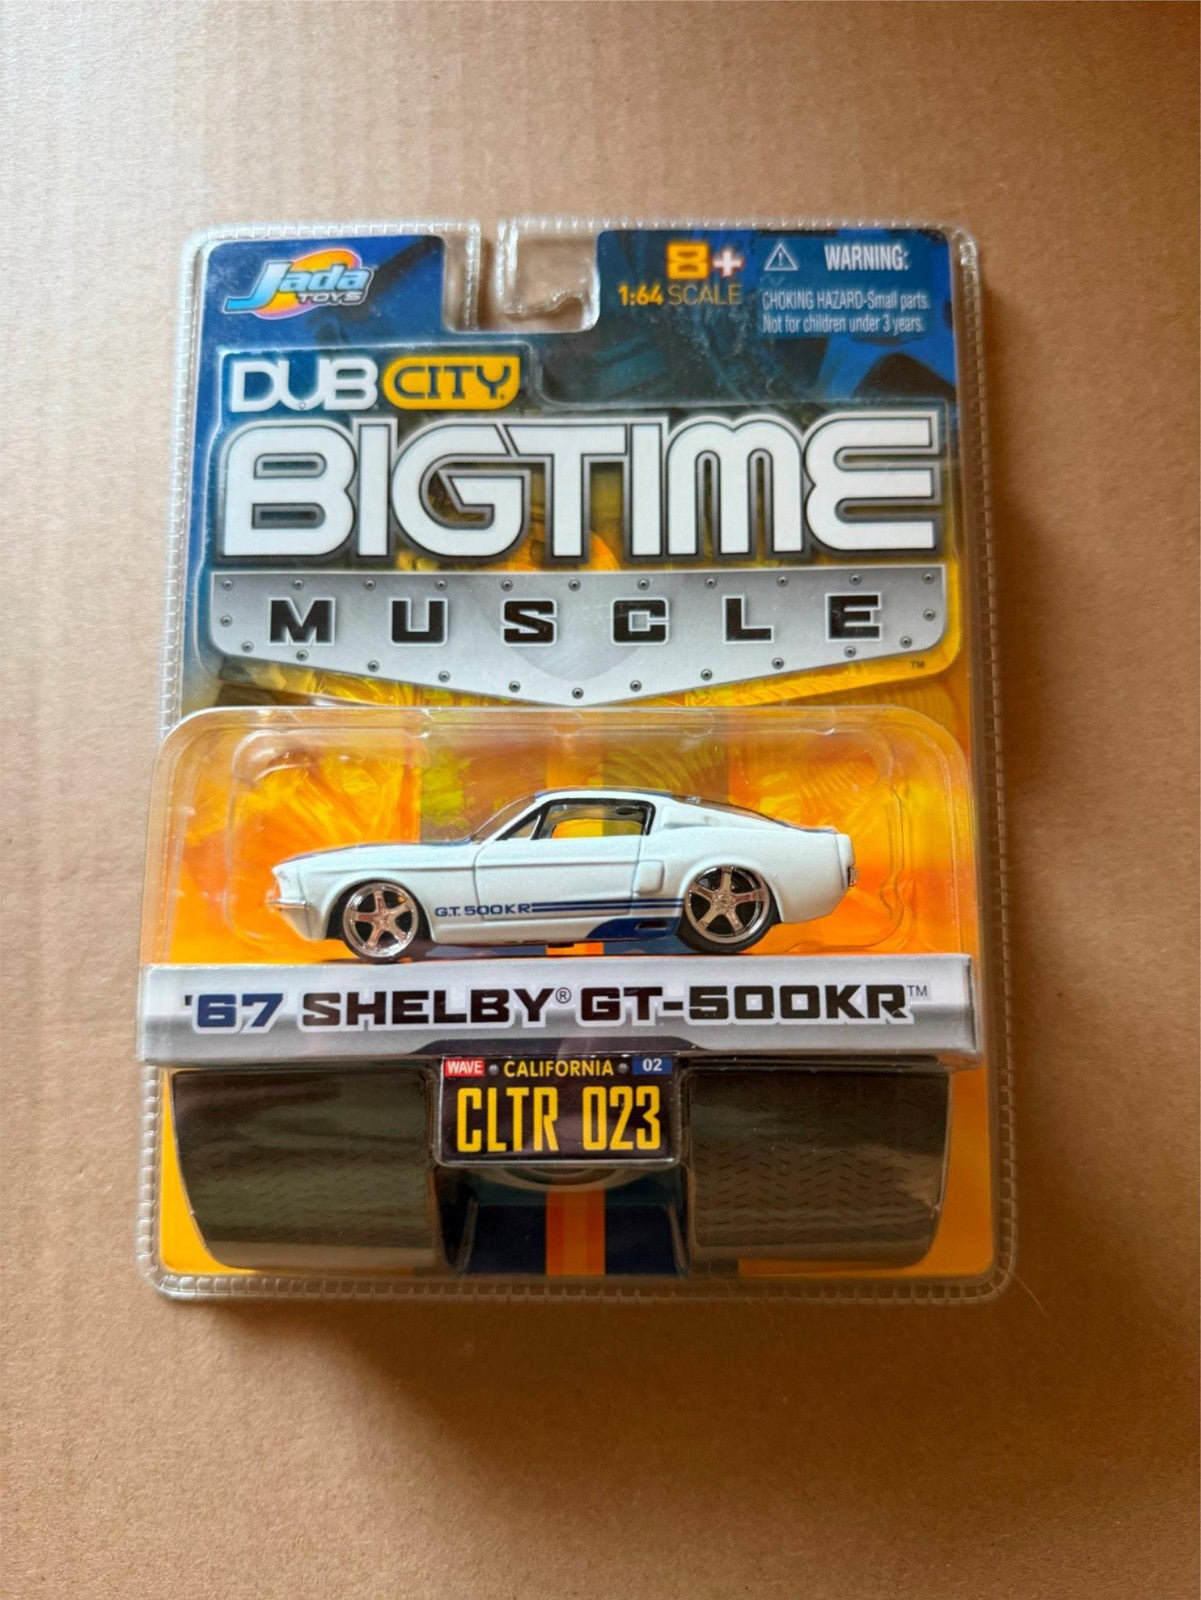 Jada
TOYS
8+
1:64 SCALE
WARNING:
CHOKING HAZARD-Small parts.
Not for children under 3 years.
DUB CITY®
BIGTIME
MUSCLE
TM
G.T. 500KR
'67 SHELBY® GT-500KR™
WAVE • CALIFORNIA • 02
CLTR 023